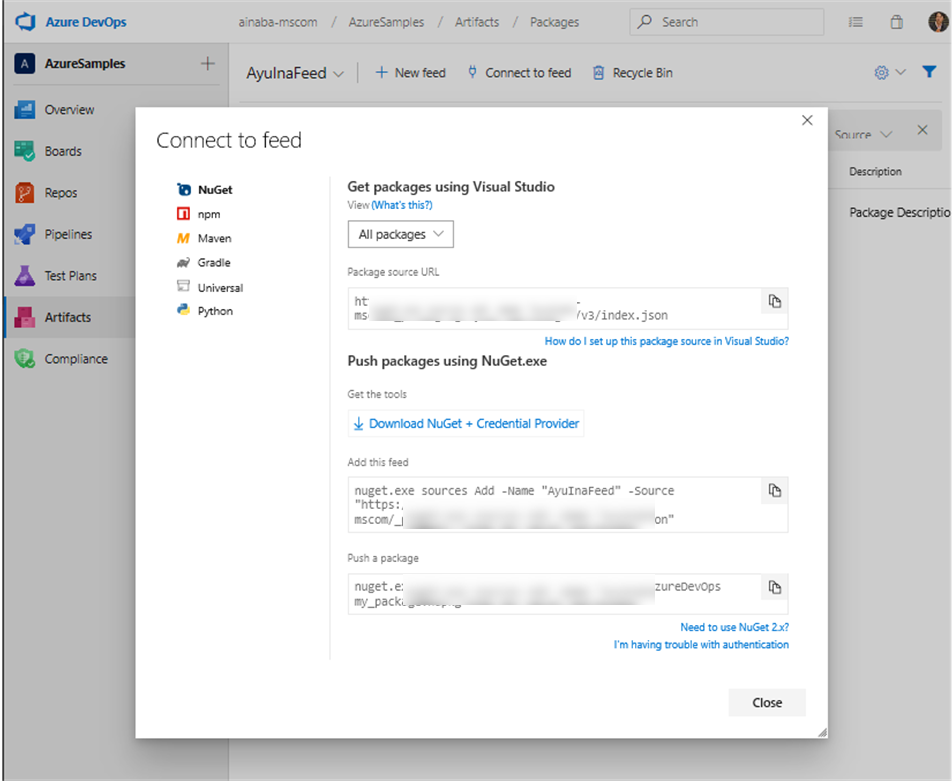 Azure DevOps
ainaba-mscom / AzureSamples / Artifacts / Packages
Search
A AzureSamples +
AyuInaFeed
+ New feed
Connect to feed
Recycle Bin
Overview
Boards
Repos
Pipelines
Test Plans
Artifacts
Compliance
Source
Description
Package Descriptio
Connect to feed
NuGet
npm
Maven
Gradle
Universal
Python
Get packages using Visual Studio
View (What's this?)
All packages
Package source URL
/v3/index.json
How do I set up this package source in Visual Studio?
Push packages using NuGet.exe
Get the tools
Download NuGet + Credential Provider
Add this feed
nuget.exe sources Add -Name "AyuInaFeed" -Source
"https:
mscom/_ on"
Push a package
nuget.e zureDevOps
Need to use NuGet 2.x?
I'm having trouble with authentication
Close